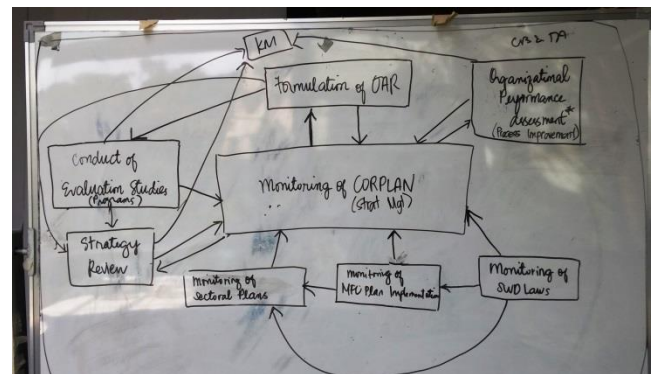 KM
CB & TA
Formulation of OAR
Organizational
Performance
Assessment*
(Process Improvement)
Conduct of
Evaluation Studies
(Programs)
Monitoring of CORPLAN
(Strat Mgt)
Strategy
Review
Monitoring of
Sectoral Plans
Monitoring of
MFO Plan Implementation
Monitoring of
SWD Laws